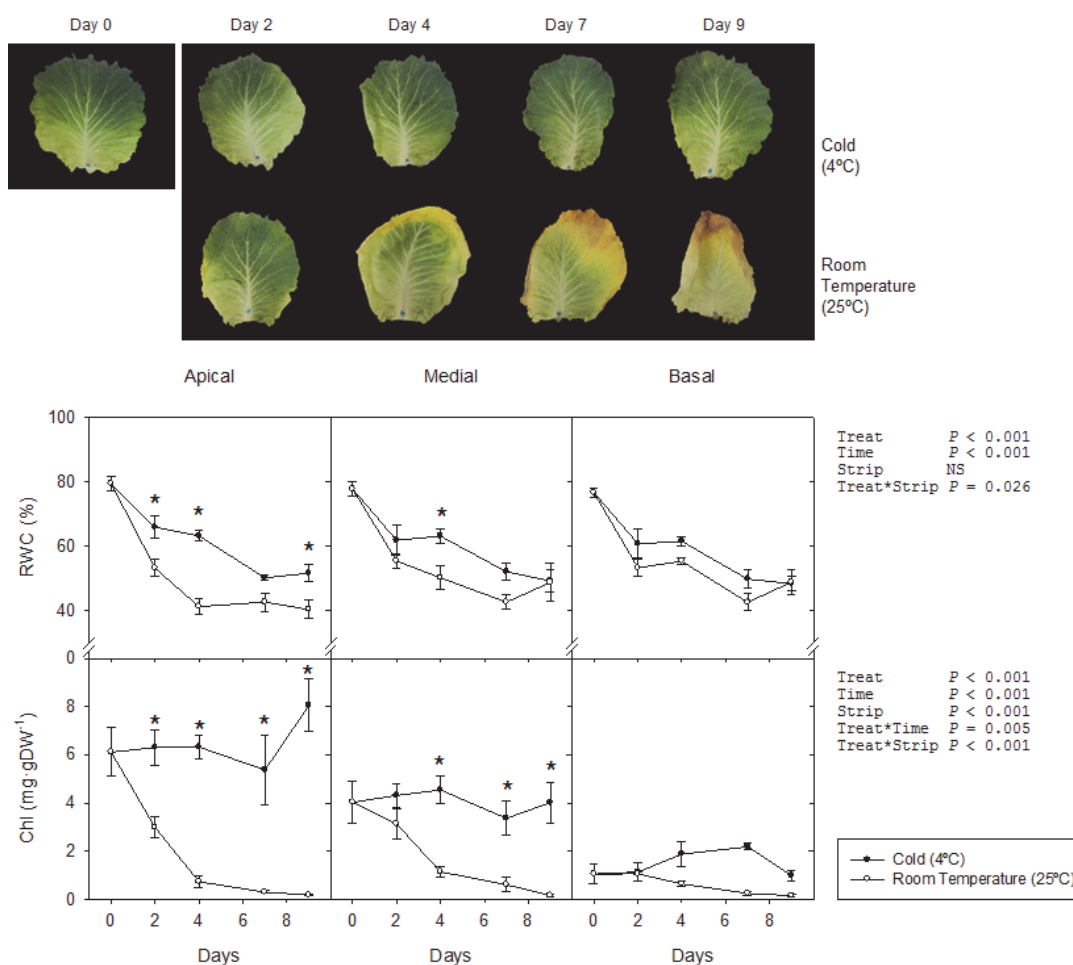 Day 0 Day 2 Day 4 Day 7 Day 9
Cold
(4ºC)
Room
Temperature
(25ºC)
Apical Medial Basal
100
80
60
40
0
RWC (%)
* * *
*
Treat P < 0.001
Time P < 0.001
Strip NS
Treat*Strip P = 0.026
8
6
4
2
0
Chl (mg·gDW⁻¹)
* * * *
* * *
Treat P < 0.001
Time P < 0.001
Strip P < 0.001
Treat*Time P = 0.005
Treat*Strip P < 0.001
Cold (4ºC)
Room Temperature (25ºC)
0 2 4 6 8 0 2 4 6 8 0 2 4 6 8
Days Days Days